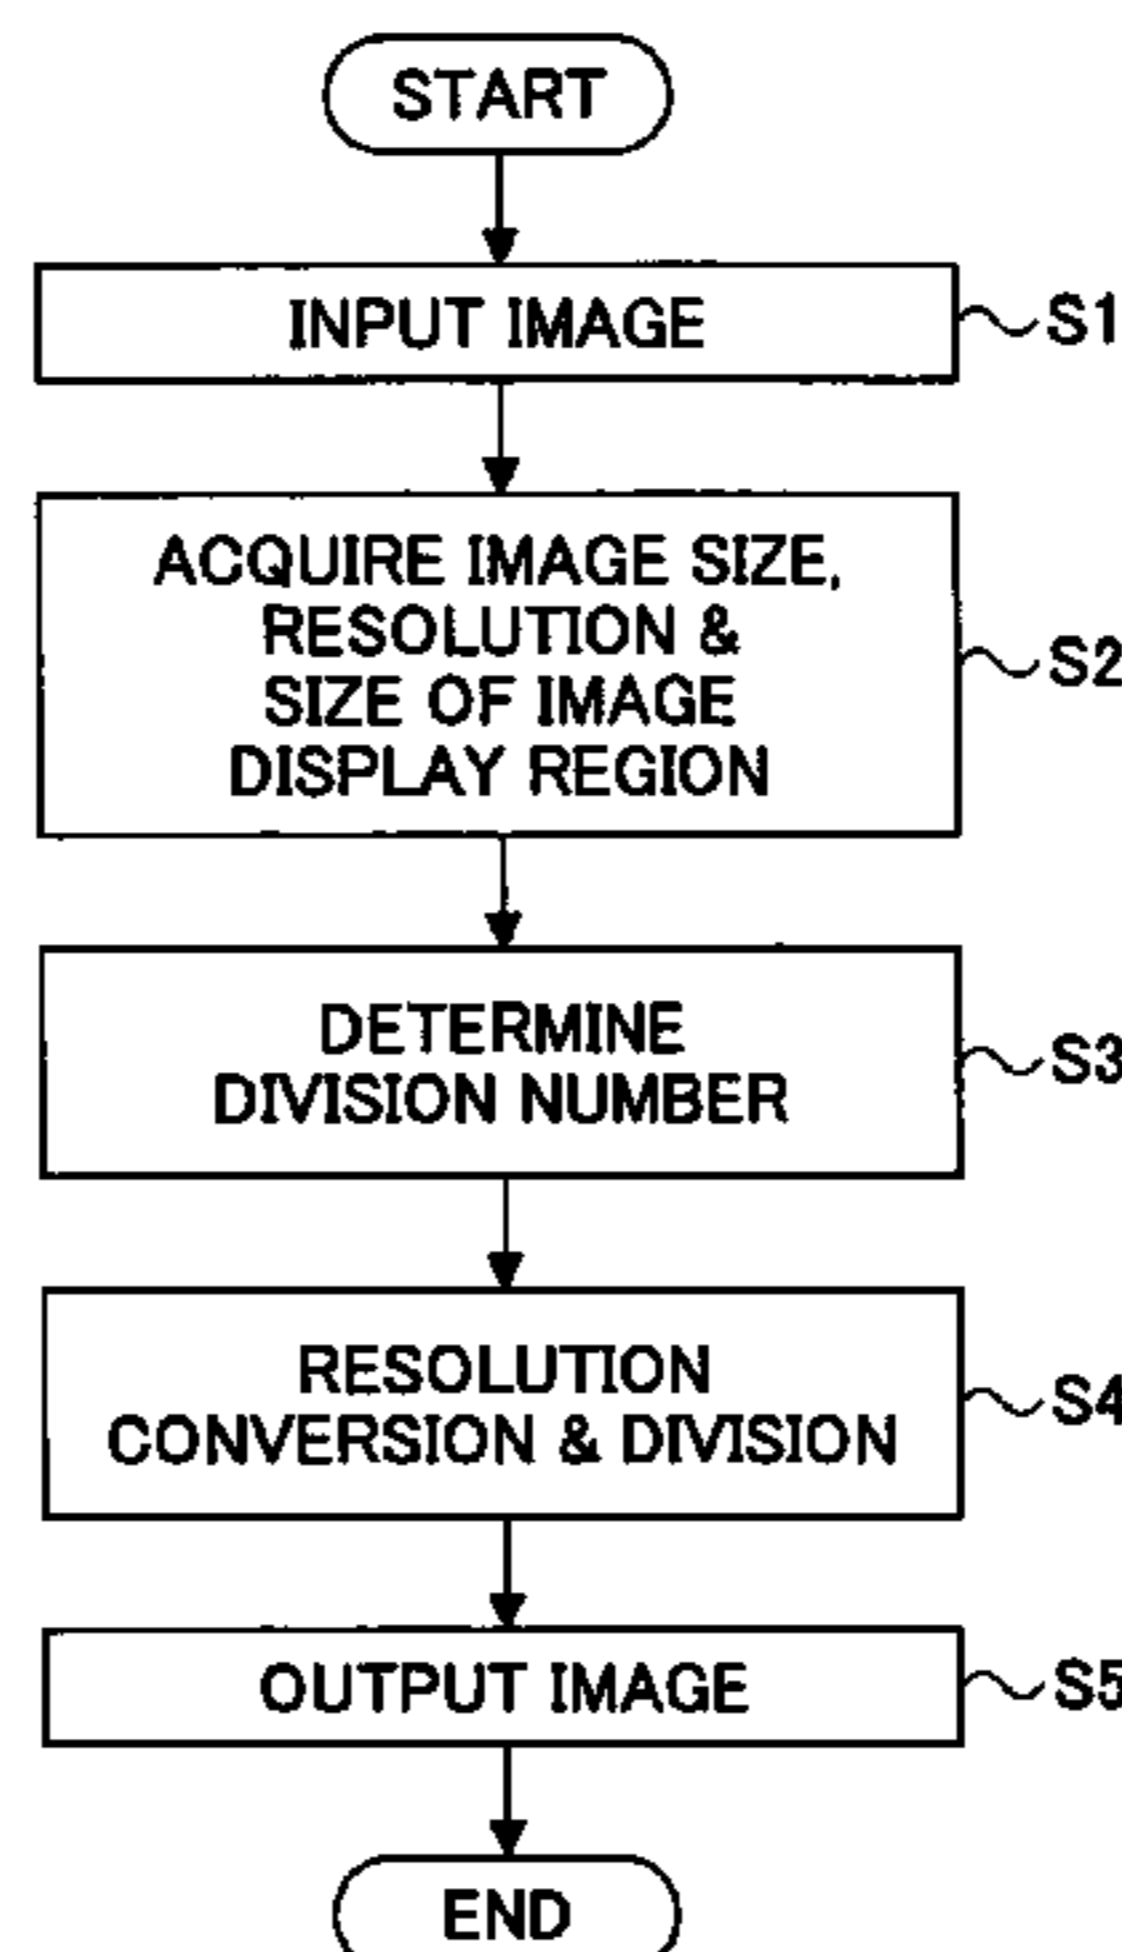 START
INPUT IMAGE
S1
ACQUIRE IMAGE SIZE,
RESOLUTION &
SIZE OF IMAGE
DISPLAY REGION
S2
DETERMINE
DIVISION NUMBER
S3
RESOLUTION
CONVERSION & DIVISION
S4
OUTPUT IMAGE
S5
END